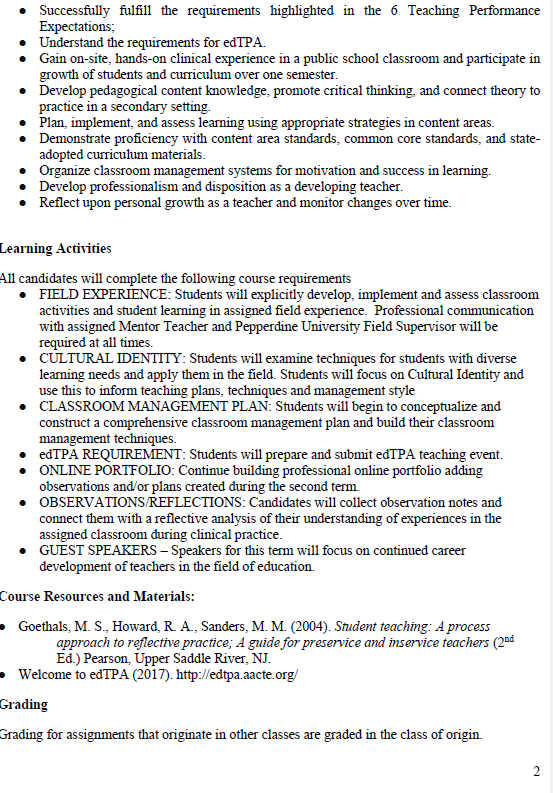 • Successfully fulfill the requirements highlighted in the 6 Teaching Performance
Expectations;
• Understand the requirements for edTPA.
• Gain on-site, hands-on clinical experience in a public school classroom and participate in
growth of students and curriculum over one semester.
• Develop pedagogical content knowledge, promote critical thinking, and connect theory to
practice in a secondary setting.
• Plan, implement, and assess learning using appropriate strategies in content areas.
• Demonstrate proficiency with content area standards, common core standards, and state-
adopted curriculum materials.
• Organize classroom management systems for motivation and success in learning.
• Develop professionalism and disposition as a developing teacher.
• Reflect upon personal growth as a teacher and monitor changes over time.
Learning Activities
All candidates will complete the following course requirements
• FIELD EXPERIENCE: Students will explicitly develop, implement and assess classroom
activities and student learning in assigned field experience. Professional communication
with assigned Mentor Teacher and Pepperdine University Field Supervisor will be
required at all times.
• CULTURAL IDENTITY: Students will examine techniques for students with diverse
learning needs and apply them in the field. Students will focus on Cultural Identity and
use this to inform teaching plans, techniques and management style
• CLASSROOM MANAGEMENT PLAN: Students will begin to conceptualize and
construct a comprehensive classroom management plan and build their classroom
management techniques.
• edTPA REQUIREMENT: Students will prepare and submit edTPA teaching event.
• ONLINE PORTFOLIO: Continue building professional online portfolio adding
observations and/or plans created during the second term.
• OBSERVATIONS/REFLECTIONS: Candidates will collect observation notes and
connect them with a reflective analysis of their understanding of experiences in the
assigned classroom during clinical practice.
• GUEST SPEAKERS – Speakers for this term will focus on continued career
development of teachers in the field of education.
Course Resources and Materials:
• Goethals, M. S., Howard, R. A., Sanders, M. M. (2004). Student teaching: A process
approach to reflective practice; A guide for preservice and inservice teachers (2nd
Ed.) Pearson, Upper Saddle River, NJ.
• Welcome to edTPA (2017). http://edtpa.aacte.org/
Grading
Grading for assignments that originate in other classes are graded in the class of origin.
2